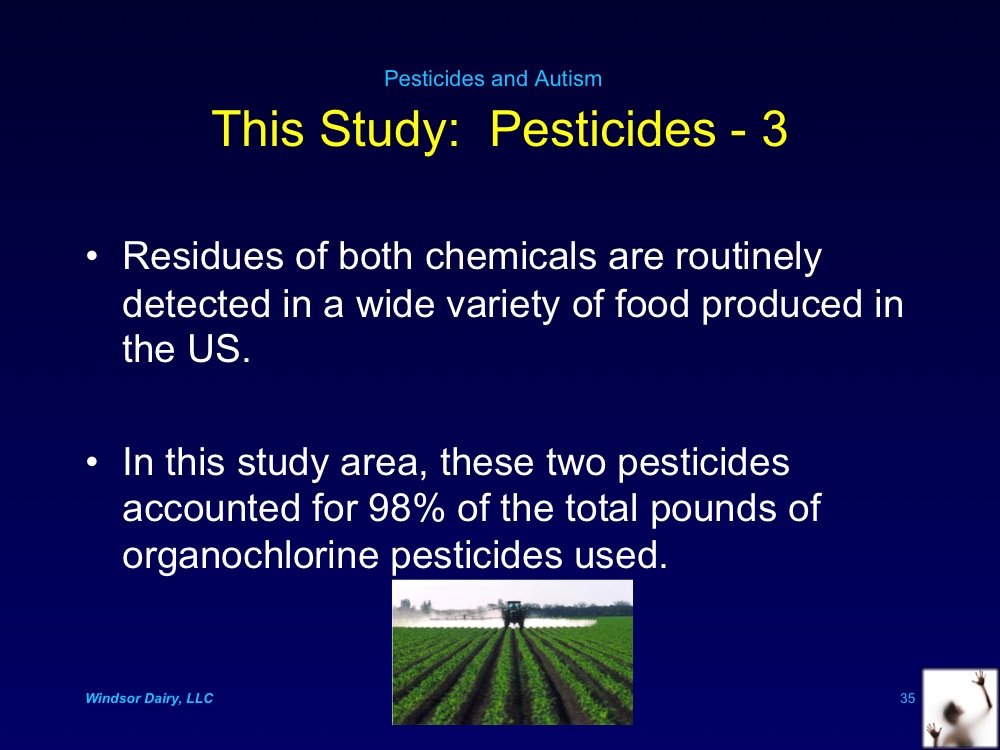 Pesticides and Autism
This Study:  Pesticides - 3
• Residues of both chemicals are routinely
detected in a wide variety of food produced in
the US.
• In this study area, these two pesticides
accounted for 98% of the total pounds of
organochlorine pesticides used.
Windsor Dairy, LLC
35